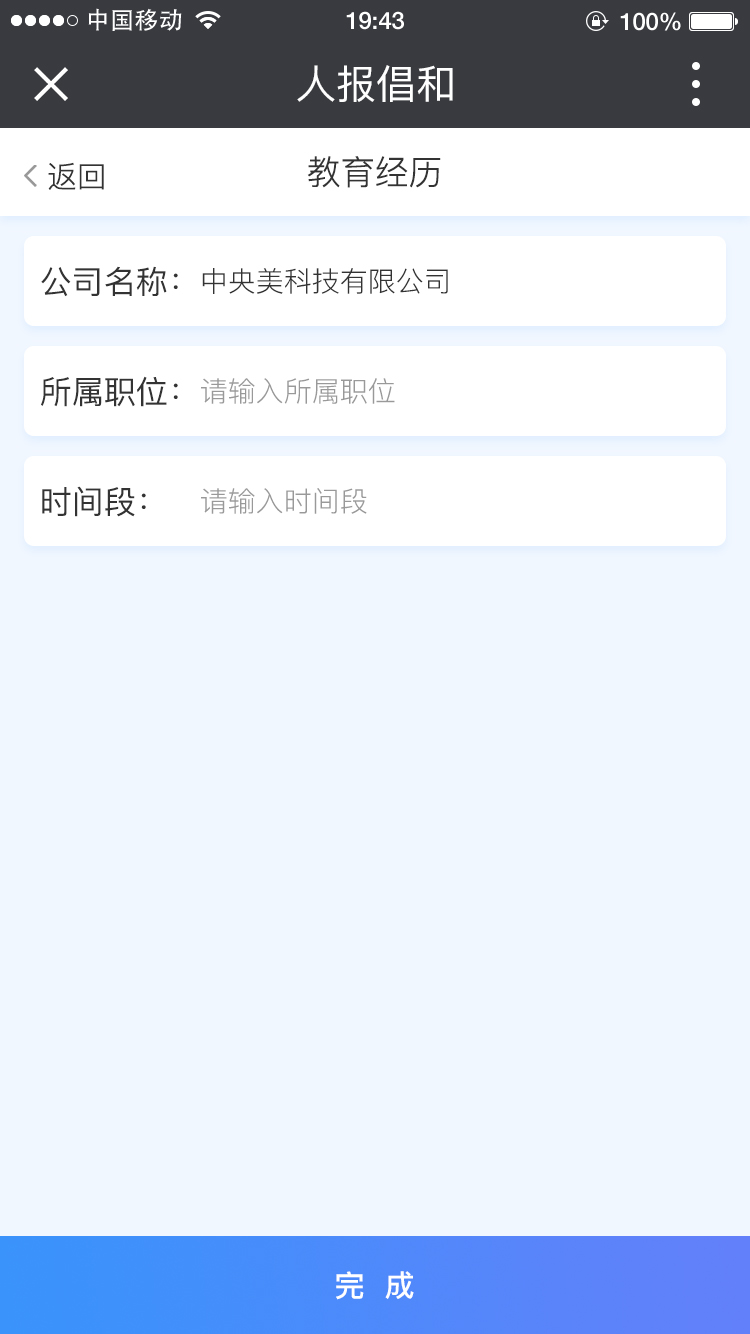 中国移动 19:43 100%
人报倡和
返回 教育经历
公司名称：中央美科技有限公司
所属职位：请输入所属职位
时间段：请输入时间段
完 成